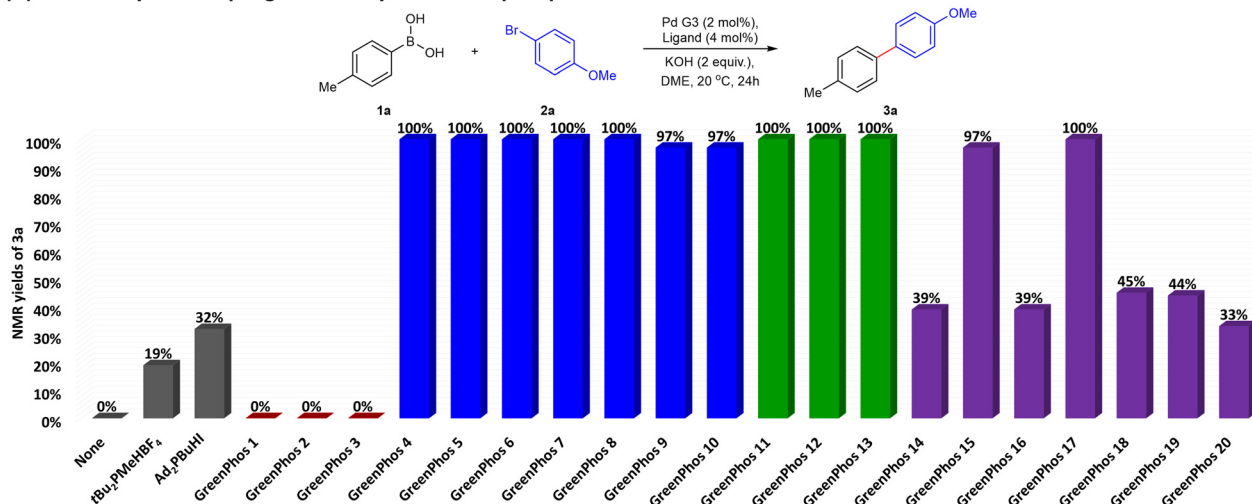 B
OH
OH
Me
1a
+
Br
OMe
2a
Pd G3 (2 mol%),
Ligand (4 mol%)
KOH (2 equiv.),
DME, 20 °C, 24h
OMe
Me
3a
NMR yields of 3a
100%
90%
80%
70%
60%
50%
40%
30%
20%
10%
0%
0%
19%
32%
0%
0%
0%
100%
100%
100%
100%
100%
97%
97%
100%
100%
100%
39%
97%
39%
100%
45%
44%
33%
None
tBu₂PMeHBF₄
Ad₂PBuHI
GreenPhos 1
GreenPhos 2
GreenPhos 3
GreenPhos 4
GreenPhos 5
GreenPhos 6
GreenPhos 7
GreenPhos 8
GreenPhos 9
GreenPhos 10
GreenPhos 11
GreenPhos 12
GreenPhos 13
GreenPhos 14
GreenPhos 15
GreenPhos 16
GreenPhos 17
GreenPhos 18
GreenPhos 19
GreenPhos 20